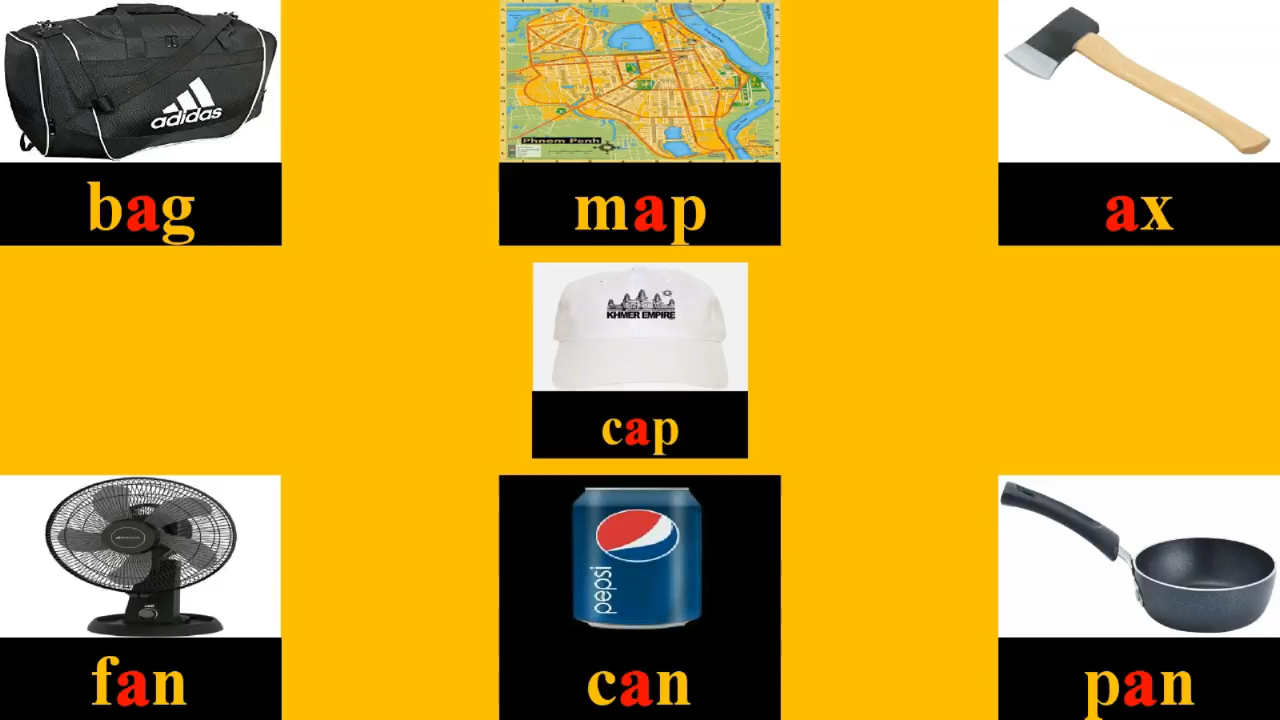 adidas
Phnom Penh
bag
map
ax
KHMER EMPIRE
cap
pepsi
fan
can
pan